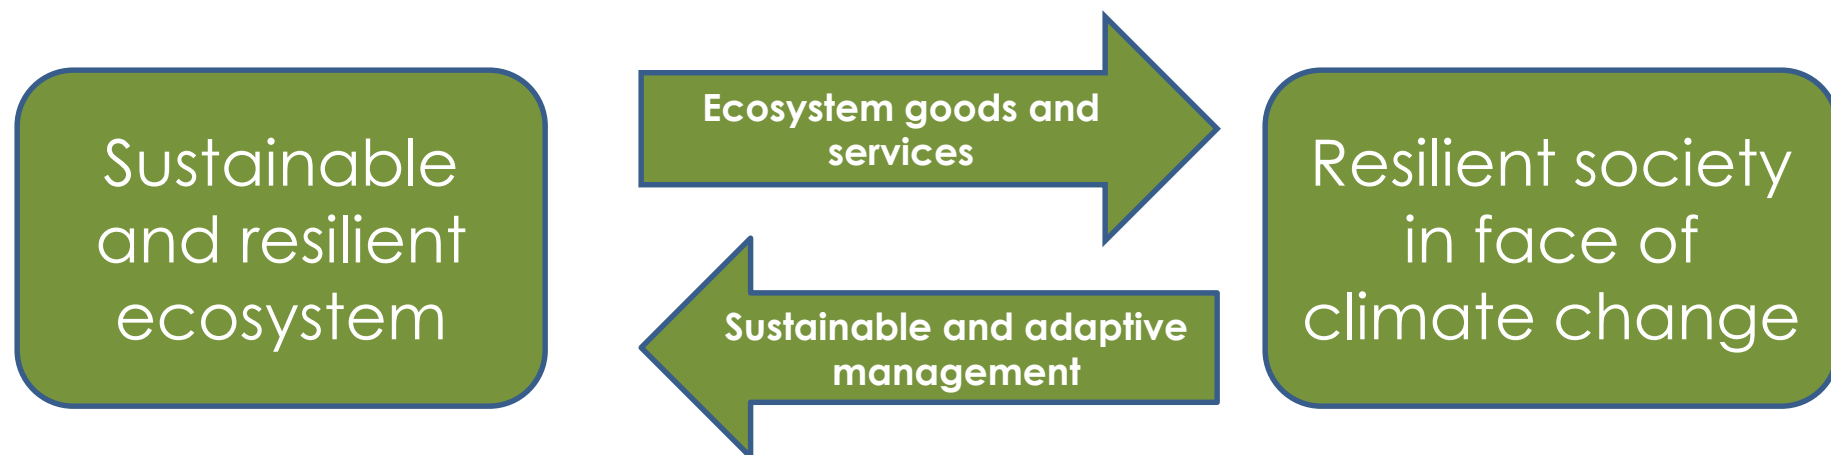 Sustainable
and resilient
ecosystem
Ecosystem goods and
services
Sustainable and adaptive
management
Resilient society
in face of
climate change